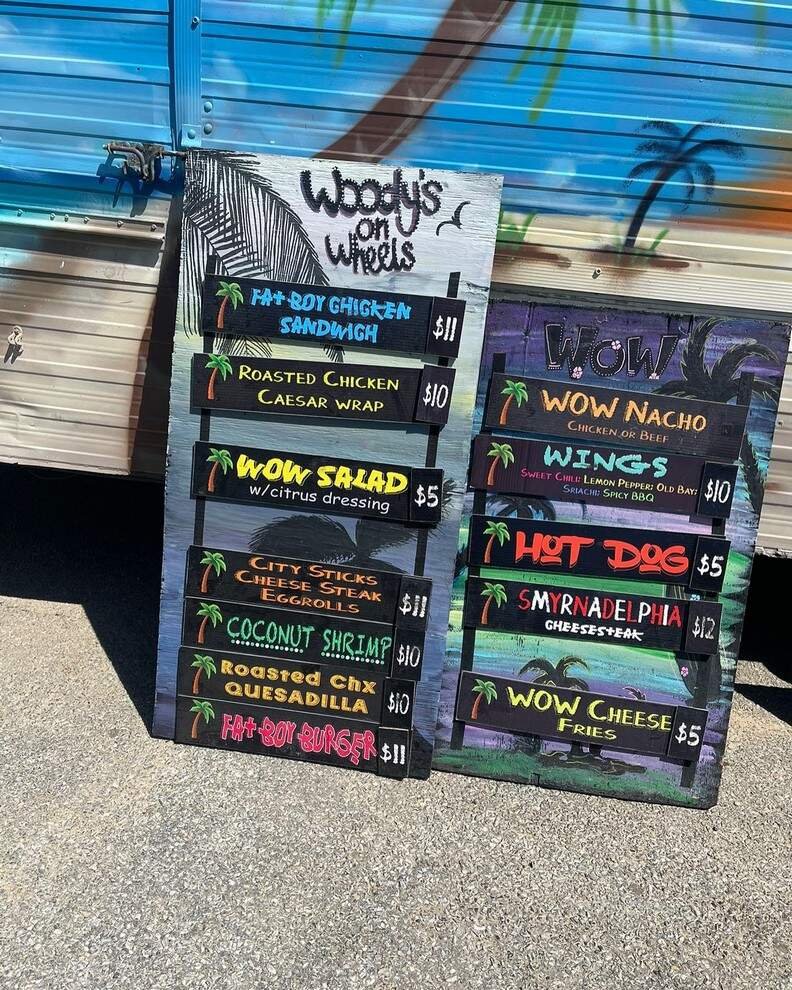 Woody's
on
Wheels
FAT BOY CHICKEN
SANDWICH
$11
ROASTED CHICKEN
CAESAR WRAP
$10
WOW SALAD
w/citrus dressing
$5
CITY STICKS
CHEESE STEAK
EGGROLLS
$11
COCONUT SHRIMP
$10
Roasted Chx
QUESADILLA
$10
FAT BOY BURGER
$11
WOW
WOW NACHO
CHICKEN OR BEEF
WINGS
SWEET CHILI; LEMON PEPPER; OLD BAY;
SRIACHI; SPICY BBQ
$10
HOT DOG
$5
SMYRNADELPHIA
CHEESESTEAK
$12
WOW CHEESE
FRIES
$5